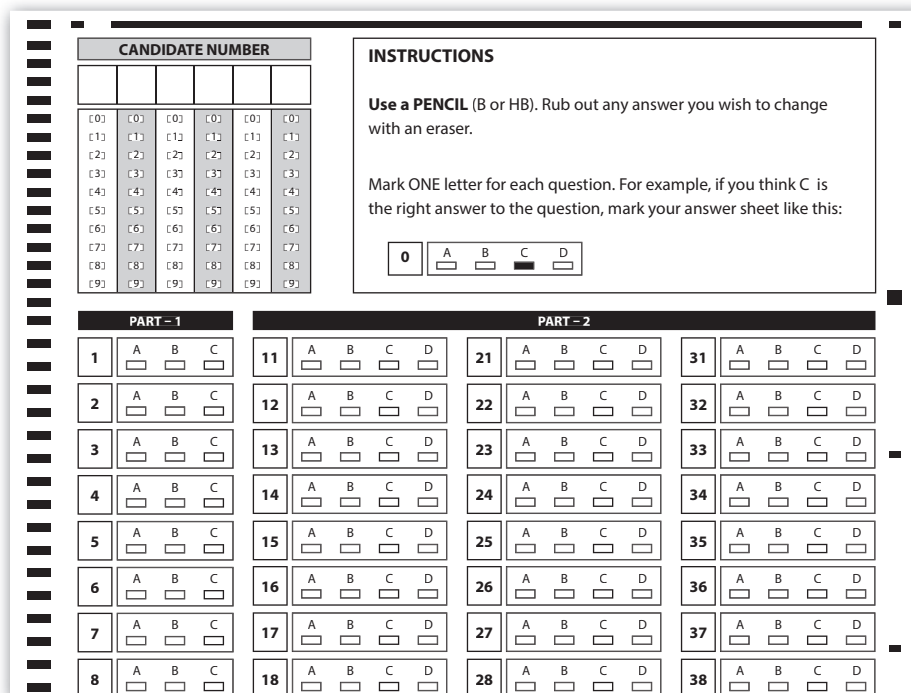 CANDIDATE NUMBER
[0] [0] [0] [0] [0] [0]
[1] [1] [1] [1] [1] [1]
[2] [2] [2] [2] [2] [2]
[3] [3] [3] [3] [3] [3]
[4] [4] [4] [4] [4] [4]
[5] [5] [5] [5] [5] [5]
[6] [6] [6] [6] [6] [6]
[7] [7] [7] [7] [7] [7]
[8] [8] [8] [8] [8] [8]
[9] [9] [9] [9] [9] [9]
INSTRUCTIONS
Use a PENCIL (B or HB). Rub out any answer you wish to change
with an eraser.
Mark ONE letter for each question. For example, if you think C is
the right answer to the question, mark your answer sheet like this:
0 A B C D
PART – 1
1 A B C
2 A B C
3 A B C
4 A B C
5 A B C
6 A B C
7 A B C
8 A B C
PART – 2
11 A B C D
12 A B C D
13 A B C D
14 A B C D
15 A B C D
16 A B C D
17 A B C D
18 A B C D
21 A B C D
22 A B C D
23 A B C D
24 A B C D
25 A B C D
26 A B C D
27 A B C D
28 A B C D
31 A B C D
32 A B C D
33 A B C D
34 A B C D
35 A B C D
36 A B C D
37 A B C D
38 A B C D